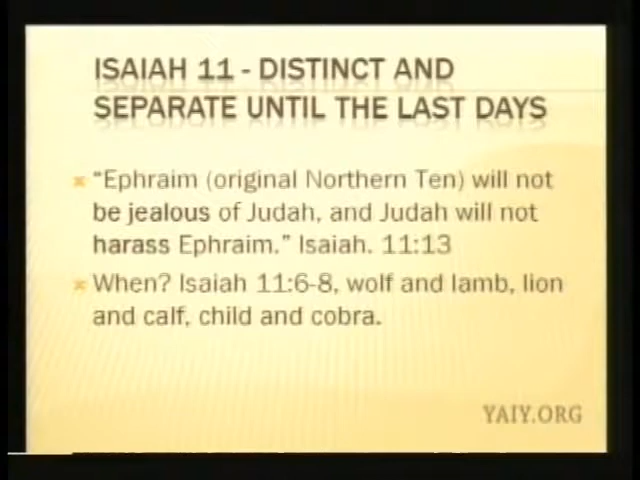 ISAIAH 11 - DISTINCT AND
SEPARATE UNTIL THE LAST DAYS
"Ephraim (original Northern Ten) will not
be jealous of Judah, and Judah will not
harass Ephraim." Isaiah. 11:13
When? Isaiah 11:6-8, wolf and lamb, lion
and calf, child and cobra.
YAIY.ORG